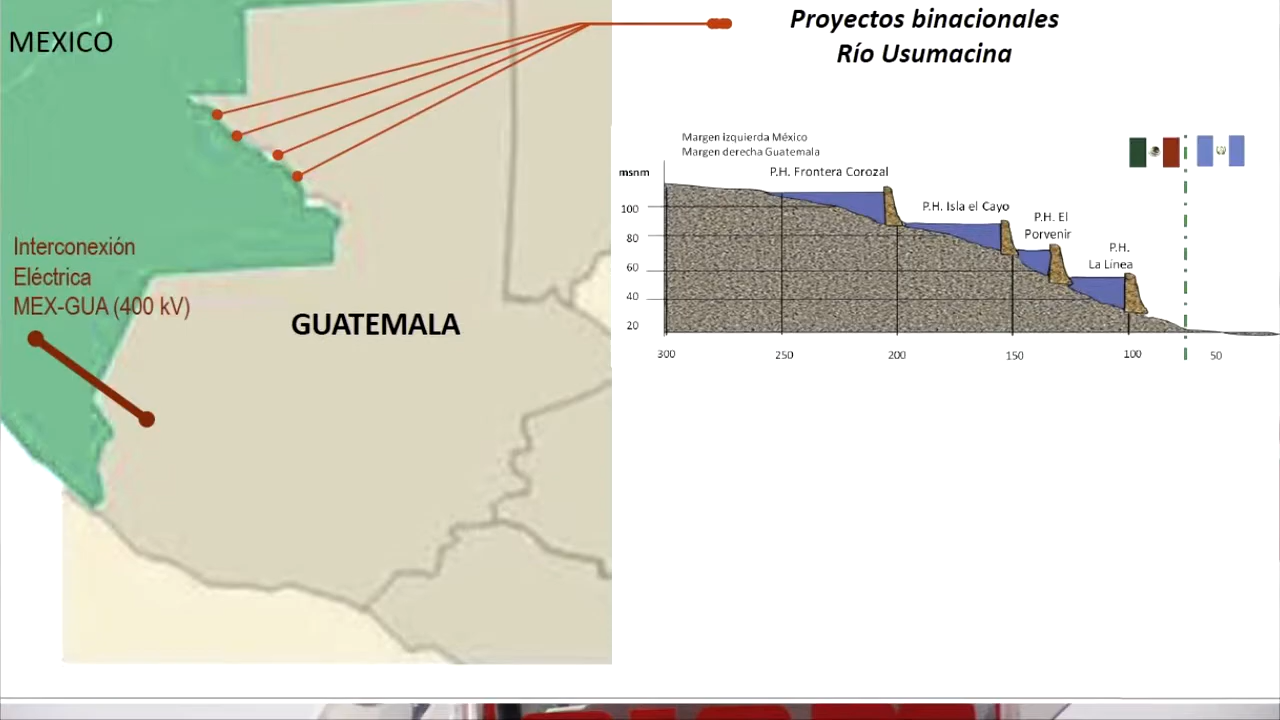 Proyectos binacionales
Río Usumacina
MEXICO
Interconexión
Eléctrica
MEX-GUA (400 kV)
GUATEMALA
Margen izquierda México
Margen derecha Guatemala
msnm
P.H. Frontera Corozal
P.H. Isla el Cayo
P.H. El
Porvenir
P.H.
La Línea
100
80
60
40
20
300
250
200
150
100
50